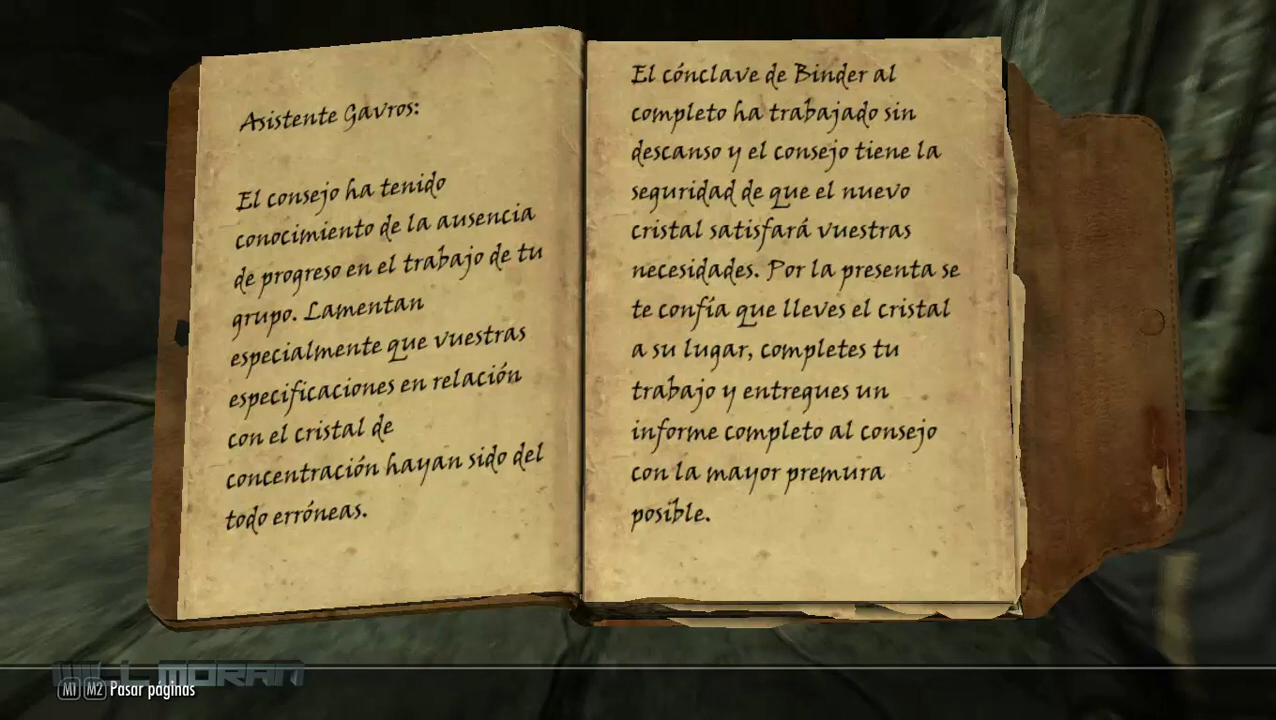 Asistente Gavros:
El consejo ha tenido
conocimiento de la ausencia
de progreso en el trabajo de tu
grupo. Lamentan
especialmente que vuestras
especificaciones en relación
con el cristal de
concentración hayan sido del
todo erróneas.
El cónclave de Binder al
completo ha trabajado sin
descanso y el consejo tiene la
seguridad de que el nuevo
cristal satisfará vuestras
necesidades. Por la presenta se
te confía que lleves el cristal
a su lugar, completes tu
trabajo y entregues un
informe completo al consejo
con la mayor premura
posible.
WILL MORAN
M1 M2 Pasar páginas